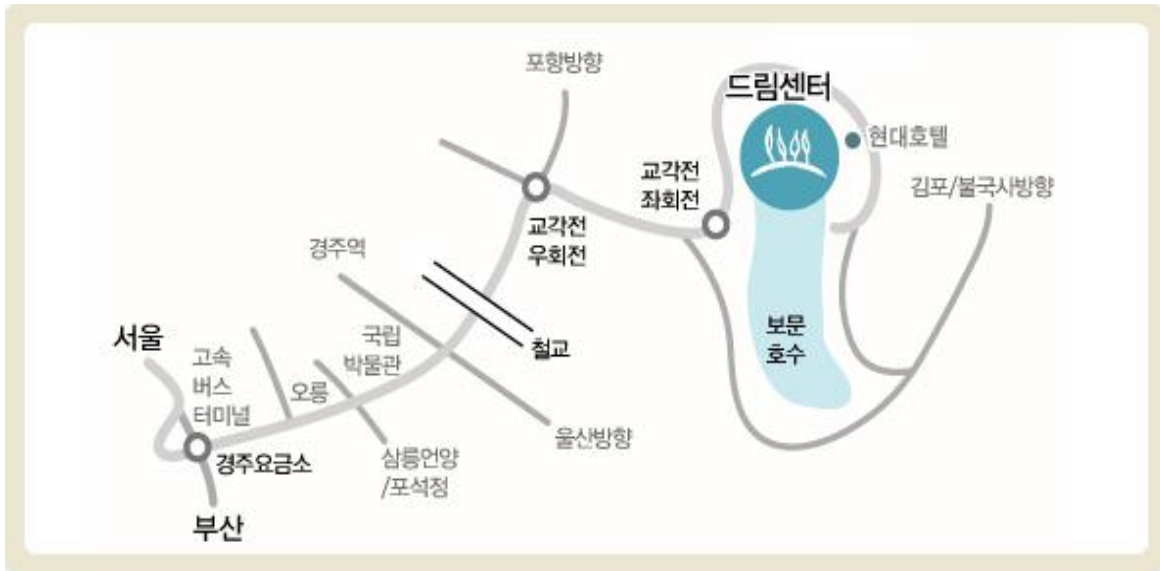 포항방향
드림센터
현대호텔
교각전
좌회전
김포/불국사방향
교각전
우회전
경주역
서울
고속
버스
터미널
국립
박물관
철교
보문
호수
오릉
울산방향
경주요금소
삼릉언양
/포석정
부산